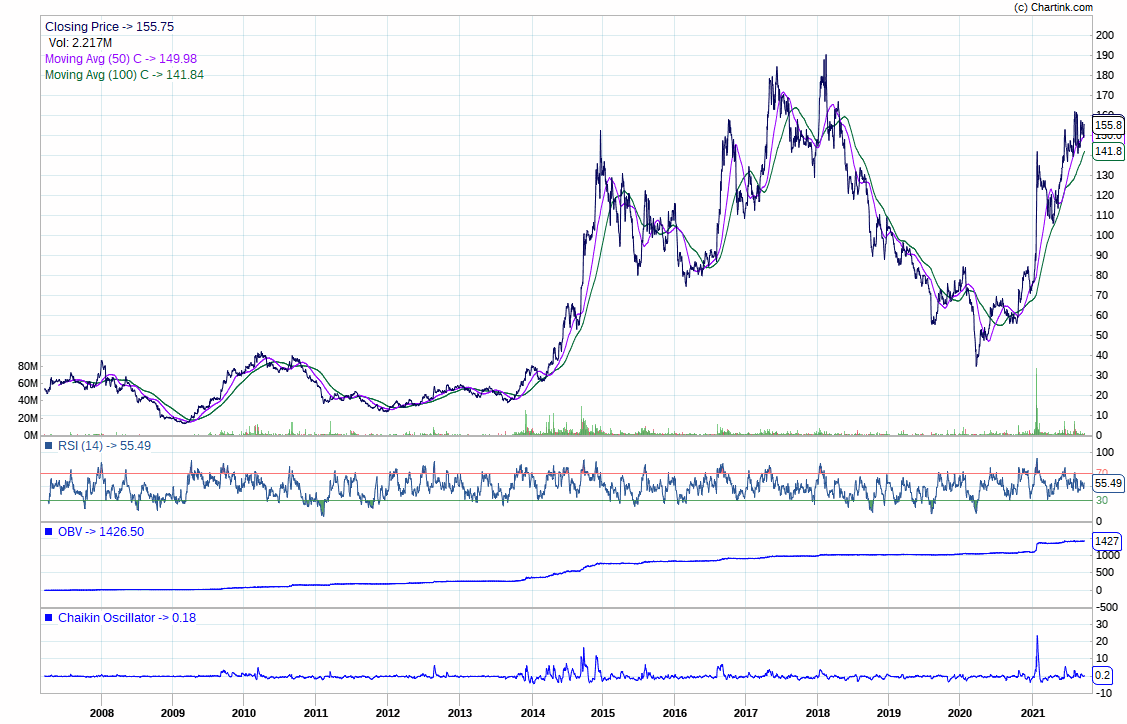 (c) Chartink.com
Closing Price -> 155.75
Vol: 2.217M
Moving Avg (50) C -> 149.98
Moving Avg (100) C -> 141.84
200
190
180
170
155.8
141.8
130
120
110
100
90
80
70
60
50
40
30
20
10
0
80M
60M
40M
20M
0M
RSI (14) -> 55.49
100
70
55.49
30
0
OBV -> 1426.50
1427
1000
500
0
-500
Chaikin Oscillator -> 0.18
30
20
10
0.2
-10
2008 2009 2010 2011 2012 2013 2014 2015 2016 2017 2018 2019 2020 2021